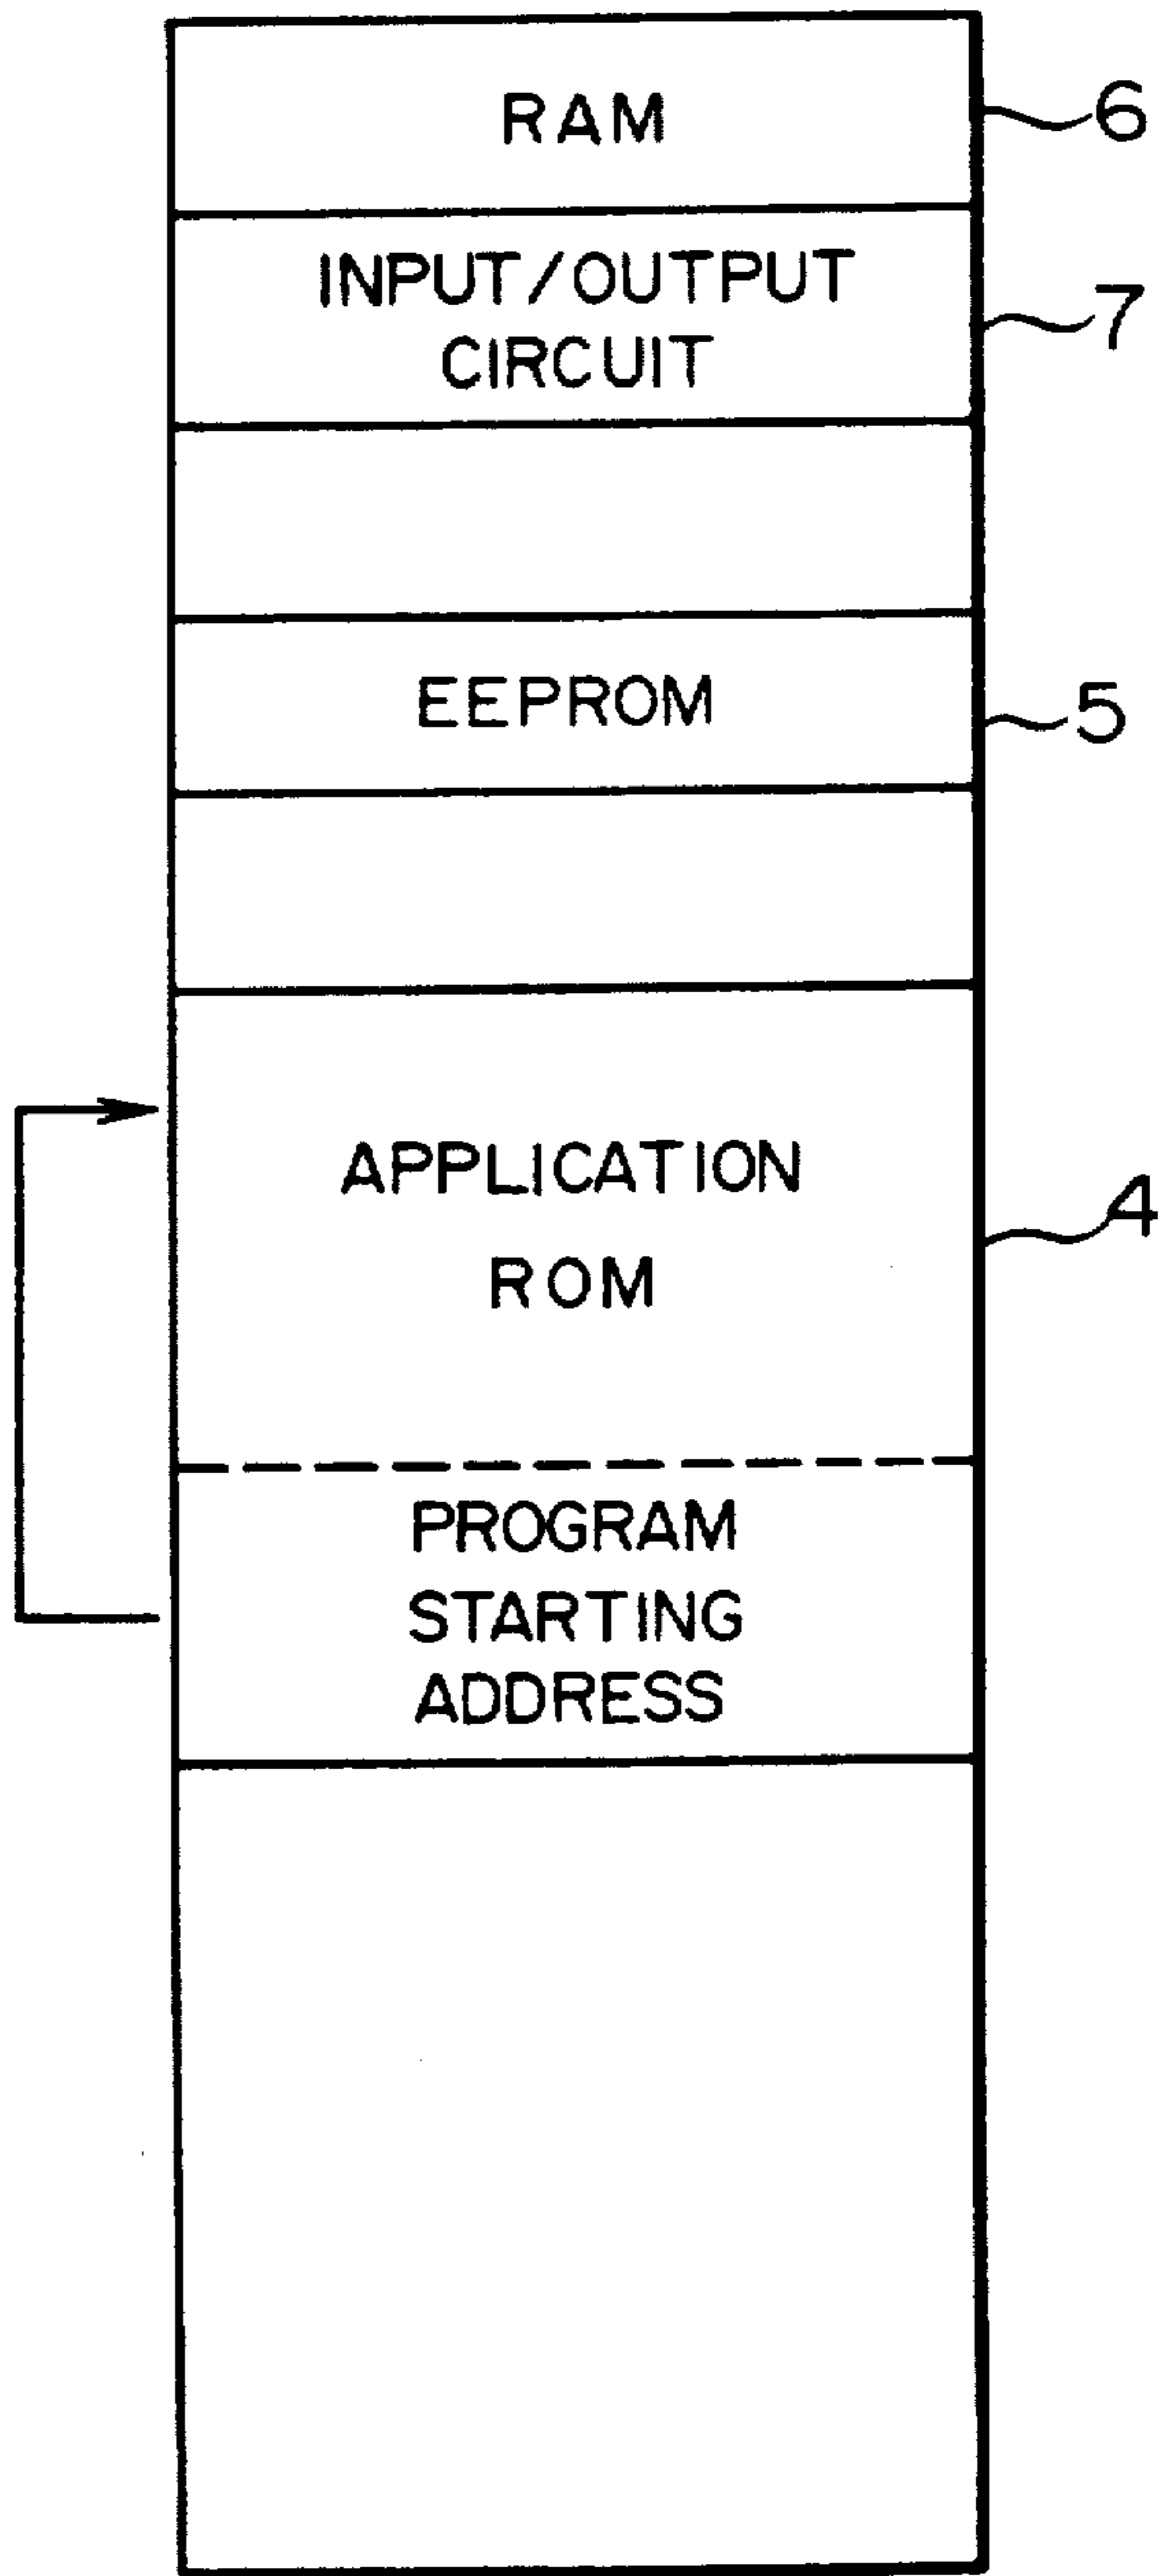 RAM
6
INPUT/OUTPUT
CIRCUIT
7
EEPROM
5
APPLICATION
ROM
4
PROGRAM
STARTING
ADDRESS